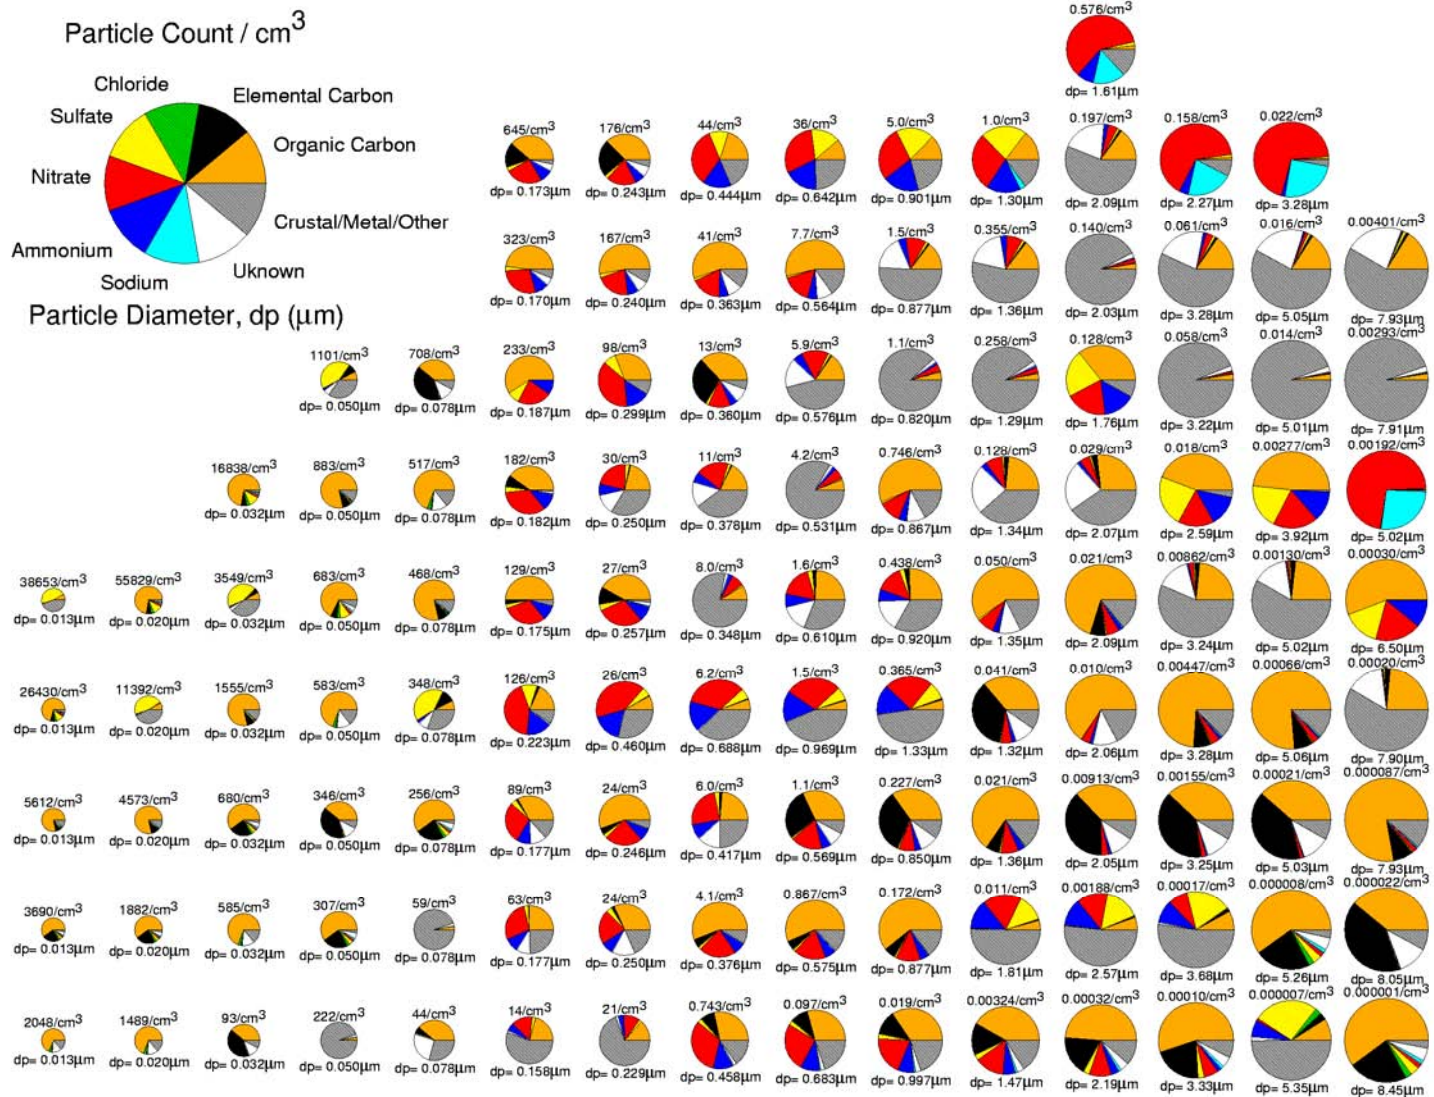 Particle Count / cm3
Chloride
Elemental Carbon
Sulfate
Organic Carbon
Nitrate
Crustal/Metal/Other
Ammonium
Uknown
Sodium
Particle Diameter, dp (μm)
0.576/cm3
dp= 1.61μm
645/cm3 176/cm3 44/cm3 36/cm3 5.0/cm3 1.0/cm3 0.197/cm3 0.158/cm3 0.022/cm3
dp= 0.173μm dp= 0.243μm dp= 0.444μm dp= 0.642μm dp= 0.901μm dp= 1.30μm dp= 2.09μm dp= 2.27μm dp= 3.28μm
323/cm3 167/cm3 41/cm3 7.7/cm3 1.5/cm3 0.355/cm3 0.140/cm3 0.061/cm3 0.016/cm3 0.00401/cm3
dp= 0.170μm dp= 0.240μm dp= 0.363μm dp= 0.564μm dp= 0.877μm dp= 1.36μm dp= 2.03μm dp= 3.28μm dp= 5.05μm dp= 7.93μm
1101/cm3 708/cm3 233/cm3 98/cm3 13/cm3 5.9/cm3 1.1/cm3 0.258/cm3 0.128/cm3 0.058/cm3 0.014/cm3 0.00293/cm3
dp= 0.050μm dp= 0.078μm dp= 0.187μm dp= 0.299μm dp= 0.360μm dp= 0.576μm dp= 0.820μm dp= 1.29μm dp= 1.76μm dp= 3.22μm dp= 5.01μm dp= 7.91μm
16838/cm3 883/cm3 517/cm3 182/cm3 30/cm3 11/cm3 4.2/cm3 0.746/cm3 0.128/cm3 0.029/cm3 0.018/cm3 0.00277/cm3 0.00192/cm3
dp= 0.032μm dp= 0.050μm dp= 0.078μm dp= 0.182μm dp= 0.250μm dp= 0.378μm dp= 0.531μm dp= 0.867μm dp= 1.34μm dp= 2.07μm dp= 2.59μm dp= 3.92μm dp= 5.02μm
38653/cm3 55829/cm3 3549/cm3 683/cm3 468/cm3 129/cm3 27/cm3 8.0/cm3 1.6/cm3 0.438/cm3 0.050/cm3 0.021/cm3 0.00862/cm3 0.00130/cm3 0.00030/cm3
dp= 0.013μm dp= 0.020μm dp= 0.032μm dp= 0.050μm dp= 0.078μm dp= 0.175μm dp= 0.257μm dp= 0.348μm dp= 0.610μm dp= 0.920μm dp= 1.35μm dp= 2.09μm dp= 3.24μm dp= 5.02μm dp= 6.50μm
26430/cm3 11392/cm3 1555/cm3 583/cm3 348/cm3 126/cm3 26/cm3 6.2/cm3 1.5/cm3 0.365/cm3 0.041/cm3 0.010/cm3 0.00447/cm3 0.00066/cm3 0.00020/cm3
dp= 0.013μm dp= 0.020μm dp= 0.032μm dp= 0.050μm dp= 0.078μm dp= 0.223μm dp= 0.460μm dp= 0.688μm dp= 0.969μm dp= 1.33μm dp= 1.32μm dp= 2.06μm dp= 3.28μm dp= 5.06μm dp= 7.90μm
5612/cm3 4573/cm3 680/cm3 346/cm3 256/cm3 89/cm3 24/cm3 6.0/cm3 1.1/cm3 0.227/cm3 0.021/cm3 0.00913/cm3 0.00155/cm3 0.00021/cm3 0.000087/cm3
dp= 0.013μm dp= 0.020μm dp= 0.032μm dp= 0.050μm dp= 0.078μm dp= 0.177μm dp= 0.246μm dp= 0.417μm dp= 0.569μm dp= 0.850μm dp= 1.36μm dp= 2.05μm dp= 3.25μm dp= 5.03μm dp= 7.93μm
3690/cm3 1882/cm3 585/cm3 307/cm3 59/cm3 63/cm3 24/cm3 4.1/cm3 0.867/cm3 0.172/cm3 0.011/cm3 0.00188/cm3 0.00017/cm3 0.000008/cm3 0.000022/cm3
dp= 0.013μm dp= 0.020μm dp= 0.032μm dp= 0.050μm dp= 0.078μm dp= 0.177μm dp= 0.250μm dp= 0.376μm dp= 0.575μm dp= 0.877μm dp= 1.81μm dp= 2.57μm dp= 3.68μm dp= 5.26μm dp= 8.05μm
2048/cm3 1489/cm3 93/cm3 222/cm3 44/cm3 14/cm3 21/cm3 0.743/cm3 0.097/cm3 0.019/cm3 0.00324/cm3 0.00032/cm3 0.00010/cm3 0.000007/cm3 0.000001/cm3
dp= 0.013μm dp= 0.020μm dp= 0.032μm dp= 0.050μm dp= 0.078μm dp= 0.158μm dp= 0.229μm dp= 0.458μm dp= 0.683μm dp= 0.997μm dp= 1.47μm dp= 2.19μm dp= 3.33μm dp= 5.35μm dp= 8.45μm